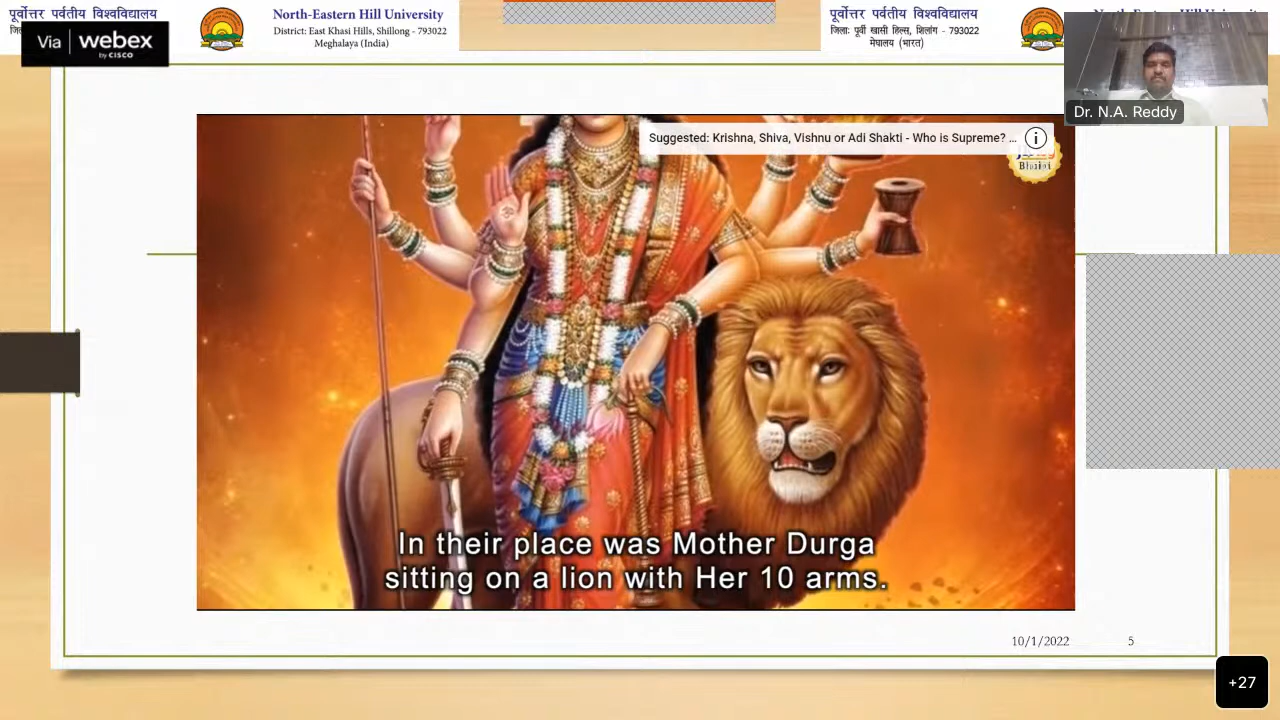 पूर्वोत्तर पर्वतीय विश्वविद्यालय
Via webex
by CISCO
North-Eastern Hill University
District: East Khasi Hills, Shillong - 793022
Meghalaya (India)
पूर्वोत्तर पर्वतीय विश्वविद्यालय
जिला: पूर्वी खासी हिल्स, शिलांग - 793022
मेघालय (भारत)
Dr. N.A. Reddy
Suggested: Krishna, Shiva, Vishnu or Adi Shakti - Who is Supreme? ...
Bhakti
In their place was Mother Durga
sitting on a lion with Her 10 arms.
10/1/2022 5
+27